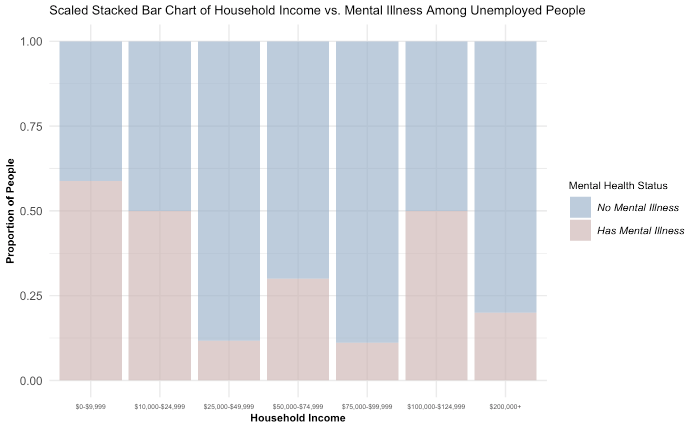 Scaled Stacked Bar Chart of Household Income vs. Mental Illness Among Unemployed People
1.00
0.75
0.50
0.25
0.00
Proportion of People
$0-$9,999
$10,000-$24,999
$25,000-$49,999
$50,000-$74,999
$75,000-$99,999
$100,000-$124,999
$200,000+
Household Income
Mental Health Status
No Mental Illness
Has Mental Illness